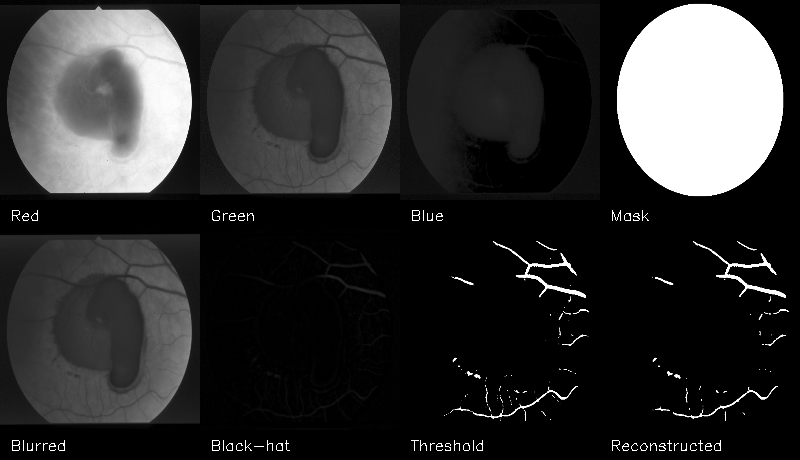 Red
Green
Blue
Mask
Blurred
Black-hat
Threshold
Reconstructed